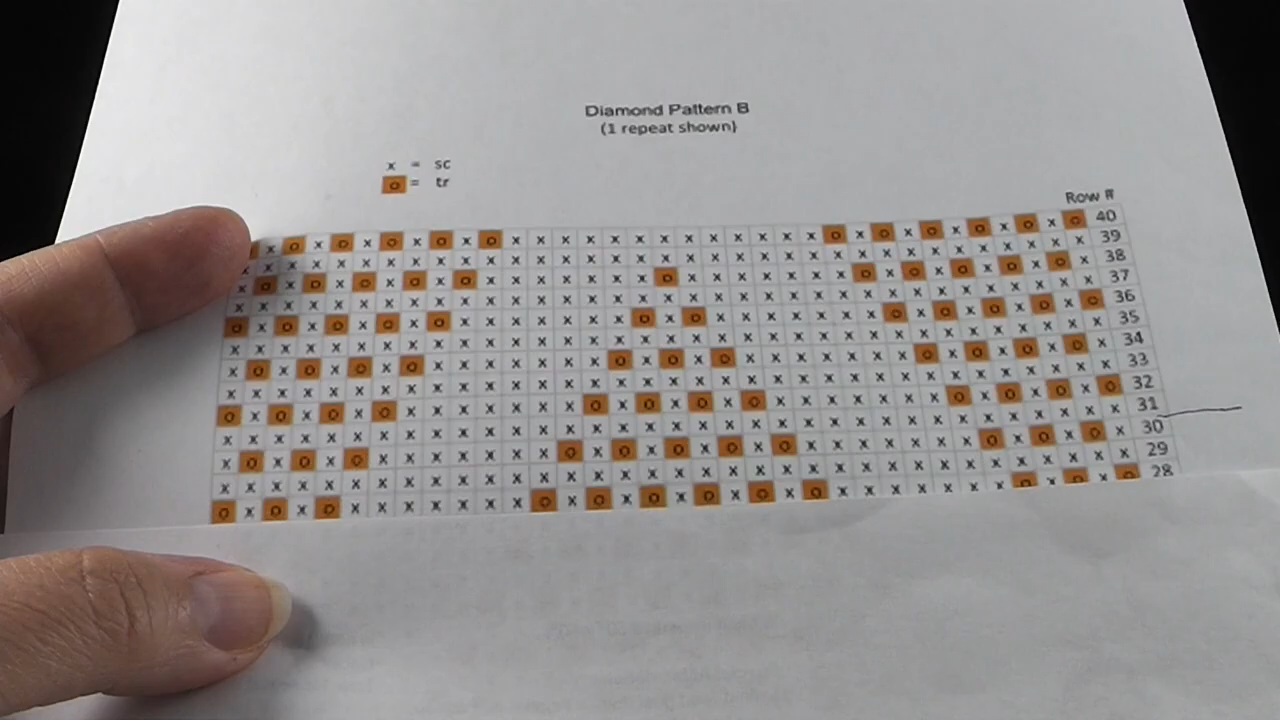 Diamond Pattern B
(1 repeat shown)
x = sc
o = tr
Row #
o x o x o x o x o x o x x x x x x x x x x x x x o x o x o x o x o x o 40
x x x x x x x x x x x x x x x x x x x x x x x x x x x x x x x x x x x 39
x o x o x o x o x o x x x x x x x o x x x x x x x o x o x o x o x o x 38
x x x x x x x x x x x x x x x x x x x x x x x x x x x x x x x x x x x 37
o x o x o x o x o x x x x x x x o x o x x x x x x x o x o x o x o x o 36
x x x x x x x x x x x x x x x x x x x x x x x x x x x x x x x x x x x 35
x o x o x o x o x x x x x x x o x o x o x x x x x x x o x o x o x o x 34
x x x x x x x x x x x x x x x x x x x x x x x x x x x x x x x x x x x 33
o x o x o x o x x x x x x x o x o x o x o x x x x x x x o x o x o x o 32
x x x x x x x x x x x x x x x x x x x x x x x x x x x x x x x x x x x 31
x o x o x o x x x x x x x o x o x o x o x o x x x x x x x o x o x o x 30
x x x x x x x x x x x x x x x x x x x x x x x x x x x x x x x x x x x 29
o x o x o x x x x x x x o x o x o x o x o x o x x x x x x x o x o x o 28